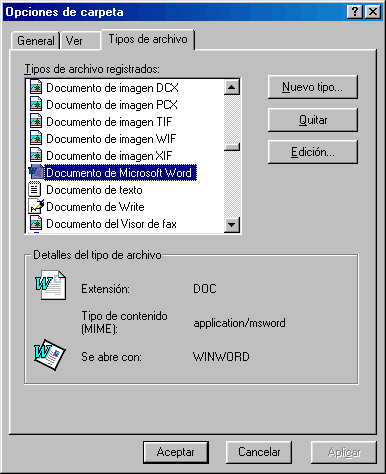 Opciones de carpeta
General Ver Tipos de archivo
Tipos de archivo registrados:
Documento de imagen DCX
Documento de imagen PCX
Documento de imagen TIF
Documento de imagen WIF
Documento de imagen XIF
Documento de Microsoft Word
Documento de texto
Documento de Write
Documento del Visor de fax
Nuevo tipo...
Quitar
Edición...
Detalles del tipo de archivo
Extensión: DOC
Tipo de contenido
(MIME): application/msword
Se abre con: WINWORD
Aceptar Cancelar Aplicar